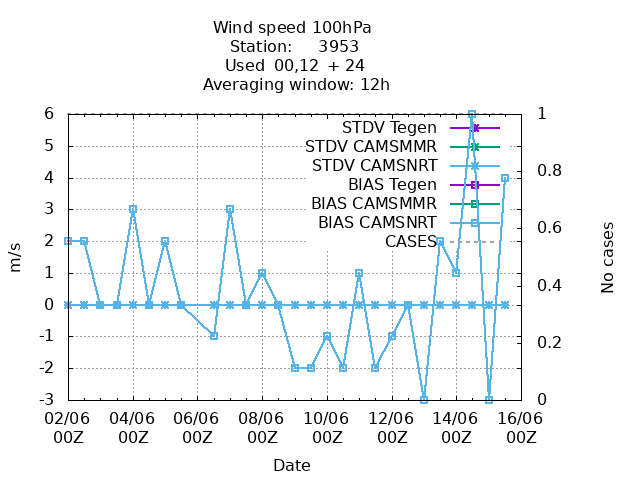 Wind speed 100hPa
Station: 3953
Used 00,12 + 24
Averaging window: 12h
6
5
4
3
2
1
0
-1
-2
-3
m/s
1
0.8
0.6
0.4
0.2
0
No cases
STDV Tegen
STDV CAMSMMR
STDV CAMSNRT
BIAS Tegen
BIAS CAMSMMR
BIAS CAMSNRT
CASES
02/06 04/06 06/06 08/06 10/06 12/06 14/06 16/06
00Z 00Z 00Z 00Z 00Z 00Z 00Z 00Z
Date